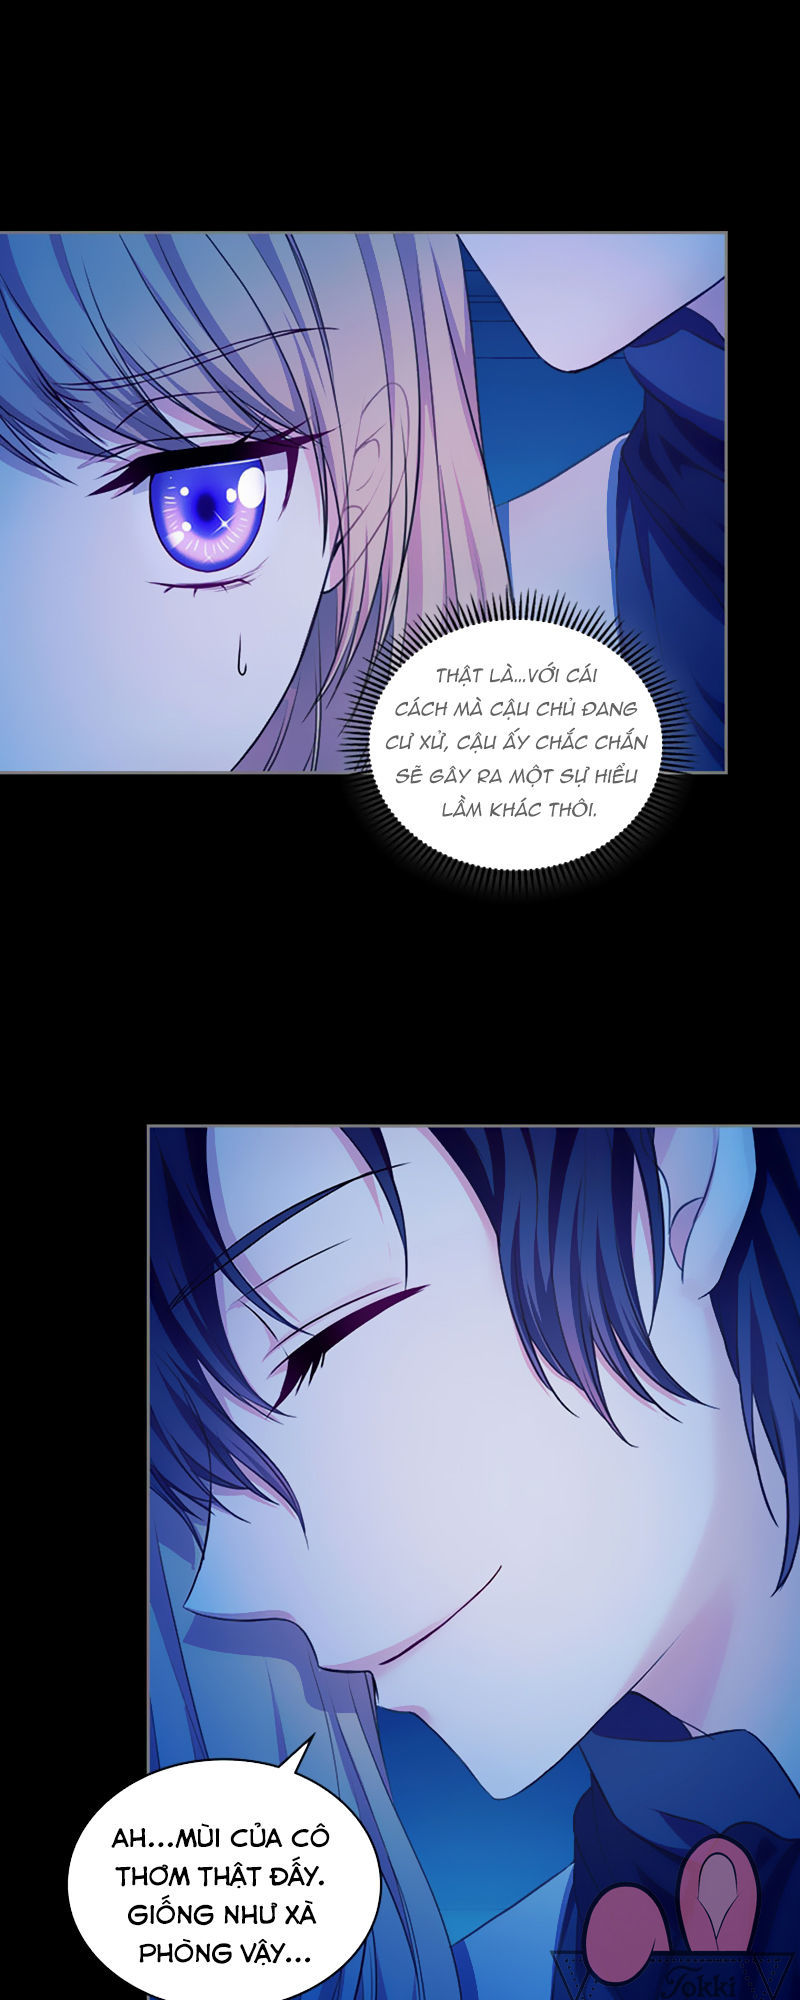 THẬT LÀ...VỚI CÁI
CÁCH MÀ CẬU CHỦ ĐANG
CƯ XỬ, CẬU ẤY CHẮC CHẮN
SẼ GÂY RA MỘT SỰ HIỂU
LẦM KHÁC THÔI.
AH...MÙI CỦA CÔ
THƠM THẬT ĐẤY.
GIỐNG NHƯ XÀ
PHÒNG VẬY...
Tokki